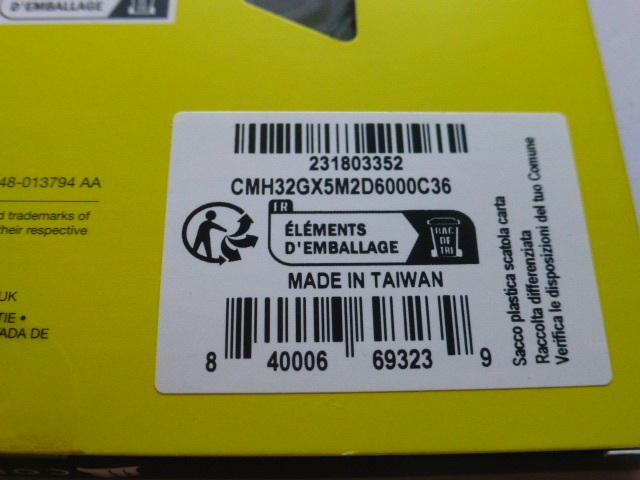 D'EMBALLAGE
48-013794 AA
d trademarks of
their respective
UK
TIE •
ADA DE
231803352
CMH32GX5M2D6000C36
FR
ÉLÉMENTS
D'EMBALLAGE
BAC
DE
TRI
MADE IN TAIWAN
8 40006 69323 9
Sacco plastica scatola carta
Raccolta differenziata
Verifica le disposizioni del tuo Comune